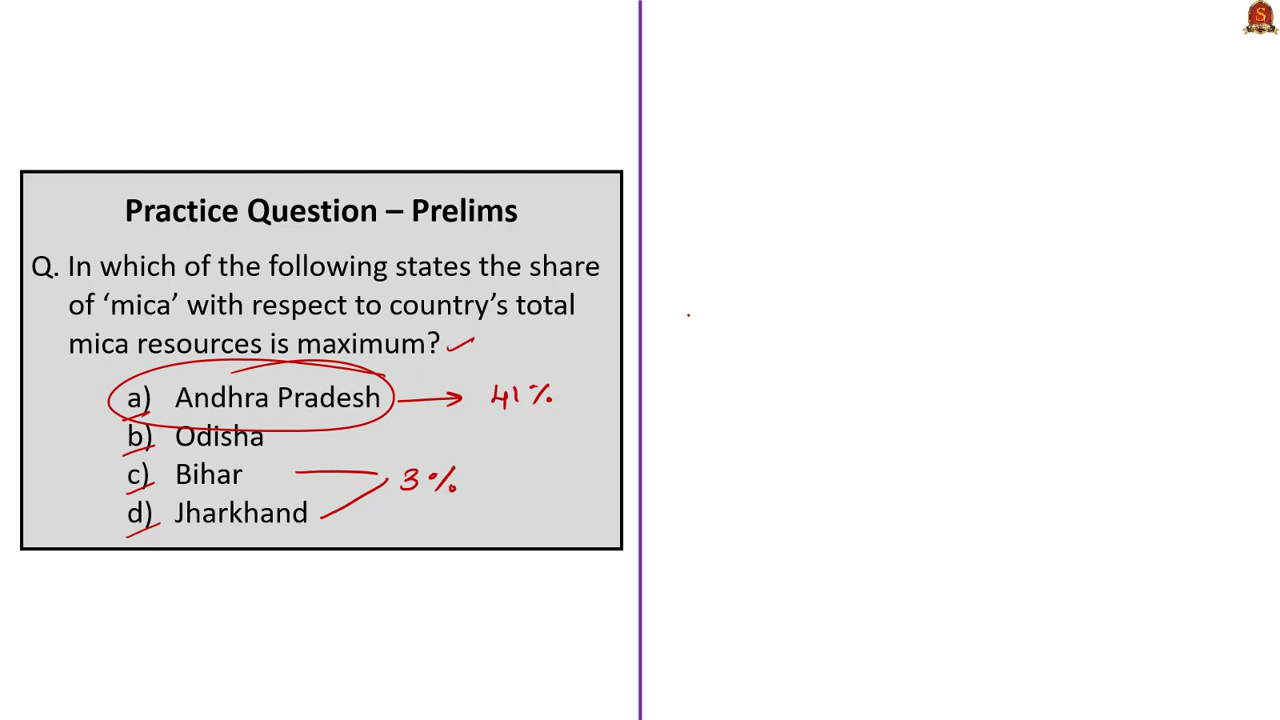 Practice Question – Prelims
Q. In which of the following states the share
of ‘mica’ with respect to country’s total
mica resources is maximum?
a) Andhra Pradesh 41%
b) Odisha
c) Bihar 3%
d) Jharkhand
S